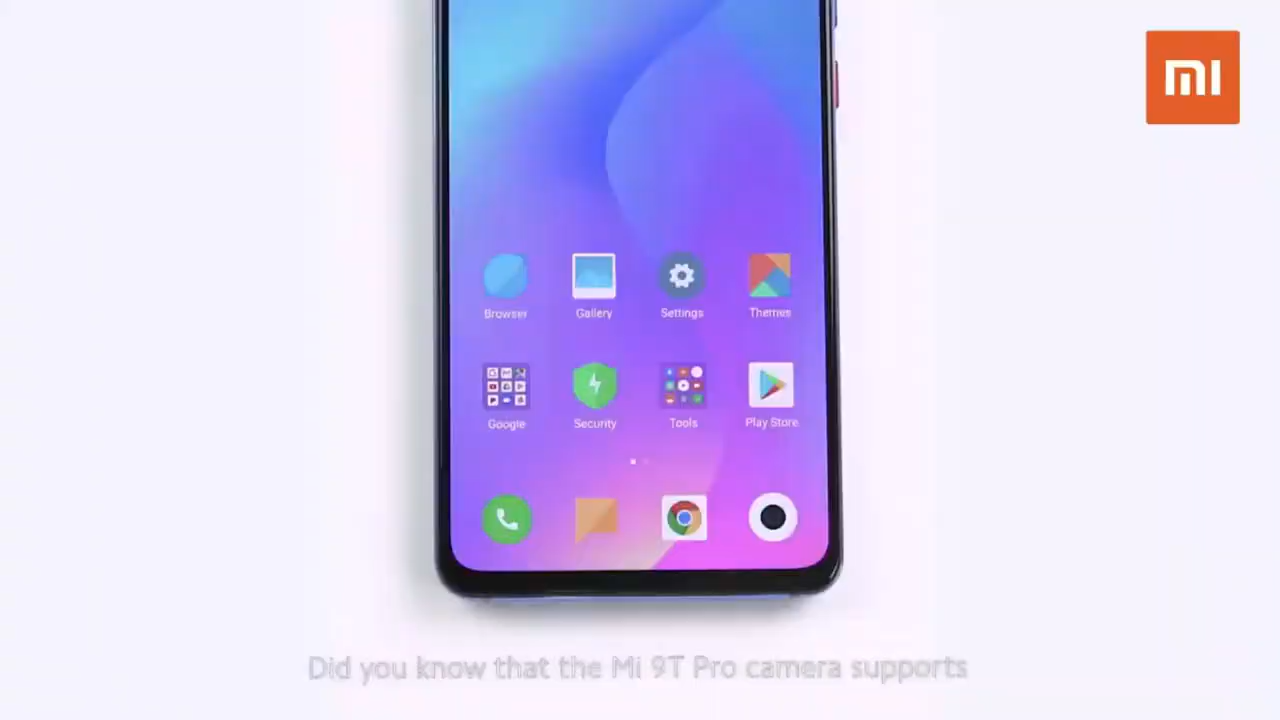 mi
Browser Gallery Settings Themes
Google Security Tools Play Store
Did you know that the Mi 9T Pro camera supports